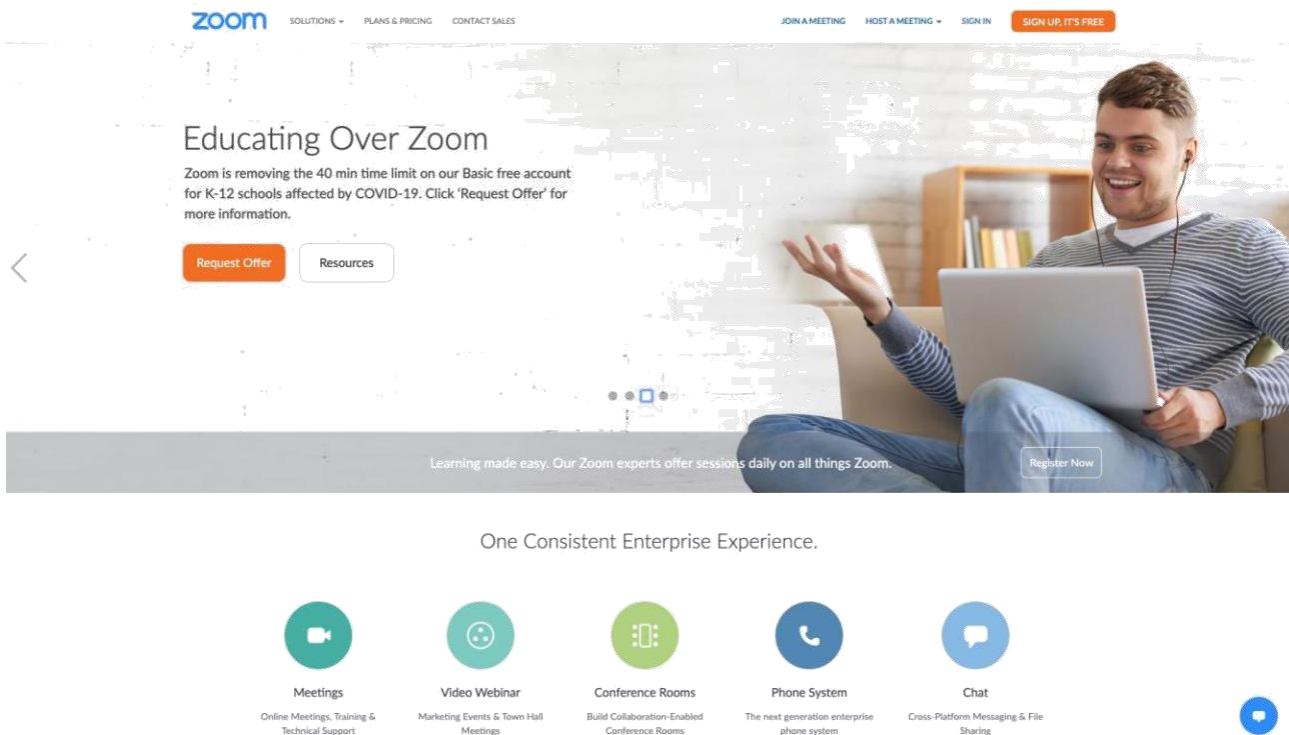 zoom SOLUTIONS PLANS & PRICING CONTACT SALES JOIN A MEETING HOST A MEETING SIGN IN SIGN UP, IT'S FREE
Educating Over Zoom
Zoom is removing the 40 min time limit on our Basic free account
for K-12 schools affected by COVID-19. Click 'Request Offer' for
more information.
Request Offer Resources
Learning made easy. Our Zoom experts offer sessions daily on all things Zoom. Register Now
One Consistent Enterprise Experience.
Meetings Video Webinar Conference Rooms Phone System Chat
Online Meetings, Training & Marketing Events & Town Hall Build Collaboration-Enabled The next generation enterprise Cross-Platform Messaging & File
Technical Support Meetings Conference Rooms phone system Sharing